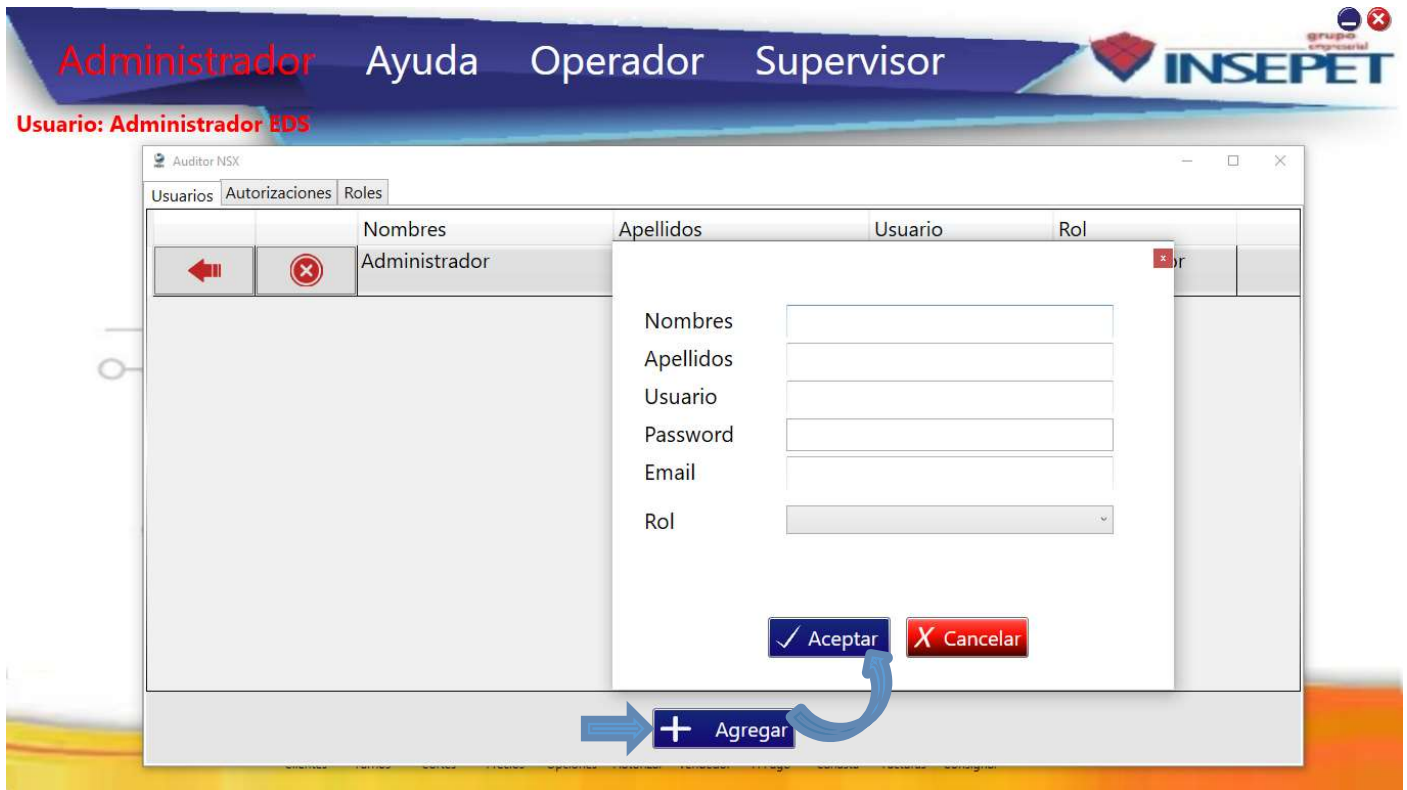 grupo
empresarial
INSEPET
Administrador Ayuda Operador Supervisor
Usuario: Administrador EDS
Auditor NSX
Usuarios Autorizaciones Roles
Nombres Apellidos Usuario Rol
Administrador
Nombres
Apellidos
Usuario
Password
Email
Rol
Aceptar X Cancelar
Agregar